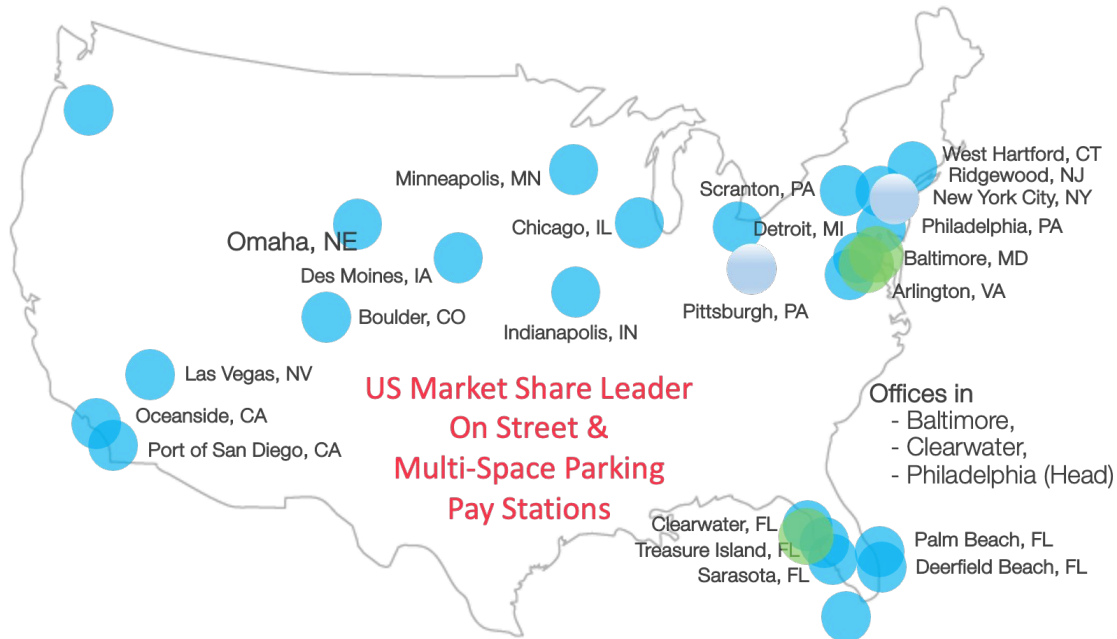 West Hartford, CT
Ridgewood, NJ
Minneapolis, MN
Scranton, PA
New York City, NY
Chicago, IL
Detroit, MI
Philadelphia, PA
Omaha, NE
Baltimore, MD
Des Moines, IA
Arlington, VA
Pittsburgh, PA
Boulder, CO
Indianapolis, IN
Las Vegas, NV
US Market Share Leader
On Street &
Multi-Space Parking
Pay Stations
Oceanside, CA
Port of San Diego, CA
Offices in
- Baltimore,
- Clearwater,
- Philadelphia (Head)
Clearwater, FL
Treasure Island, FL
Sarasota, FL
Palm Beach, FL
Deerfield Beach, FL